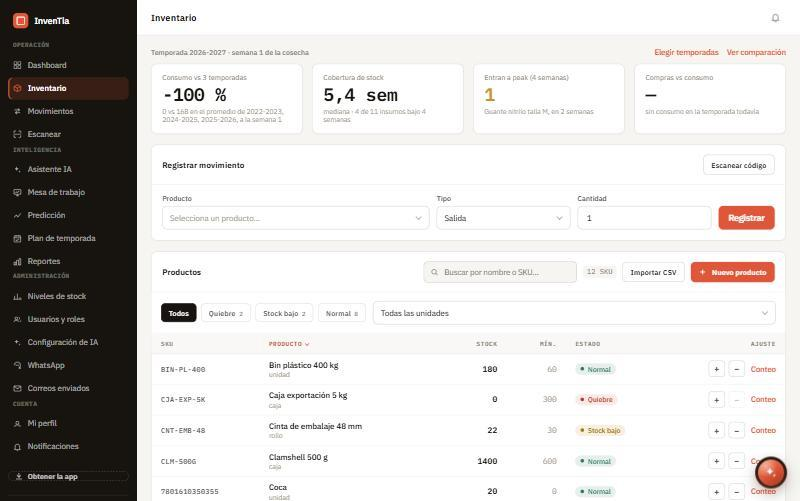 InvenTia
OPERACIÓN
Dashboard
Inventario
Movimientos
Escanear
INTELIGENCIA
Asistente IA
Mesa de trabajo
Predicción
Plan de temporada
Reportes
ADMINISTRACIÓN
Niveles de stock
Usuarios y roles
Configuración de IA
WhatsApp
Correos enviados
CUENTA
Mi perfil
Notificaciones
Obtener la app
Inventario
Temporada 2026-2027 · semana 1 de la cosecha
Elegir temporadas Ver comparación
Consumo vs 3 temporadas
-100 %
0 vs 168 en el promedio de 2022-2023,
2024-2025, 2025-2026, a la semana 1
Cobertura de stock
5,4 sem
mediana · 4 de 11 insumos bajo 4
semanas
Entran a peak (4 semanas)
1
Guante nitrilo talla M, en 2 semanas
Compras vs consumo
—
sin consumo en la temporada todavía
Registrar movimiento
Escanear código
Producto
Tipo
Cantidad
Selecciona un producto...
Salida
1
Registrar
Productos
Buscar por nombre o SKU...
12 SKU
Importar CSV
+ Nuevo producto
Todos
Quiebre 2
Stock bajo 2
Normal 8
Todas las unidades
SKU PRODUCTO STOCK MÍN. ESTADO AJUSTE
BIN-PL-400 Bin plástico 400 kg 180 60 Normal + − Conteo
unidad
CJA-EXP-5K Caja exportación 5 kg 0 300 Quiebre + − Conteo
caja
CNT-EMB-48 Cinta de embalaje 48 mm 22 30 Stock bajo + − Conteo
rollo
CLM-500G Clamshell 500 g 1400 600 Normal + −
caja
7801610350355 Coca 20 0 Normal + − Conteo
unidad